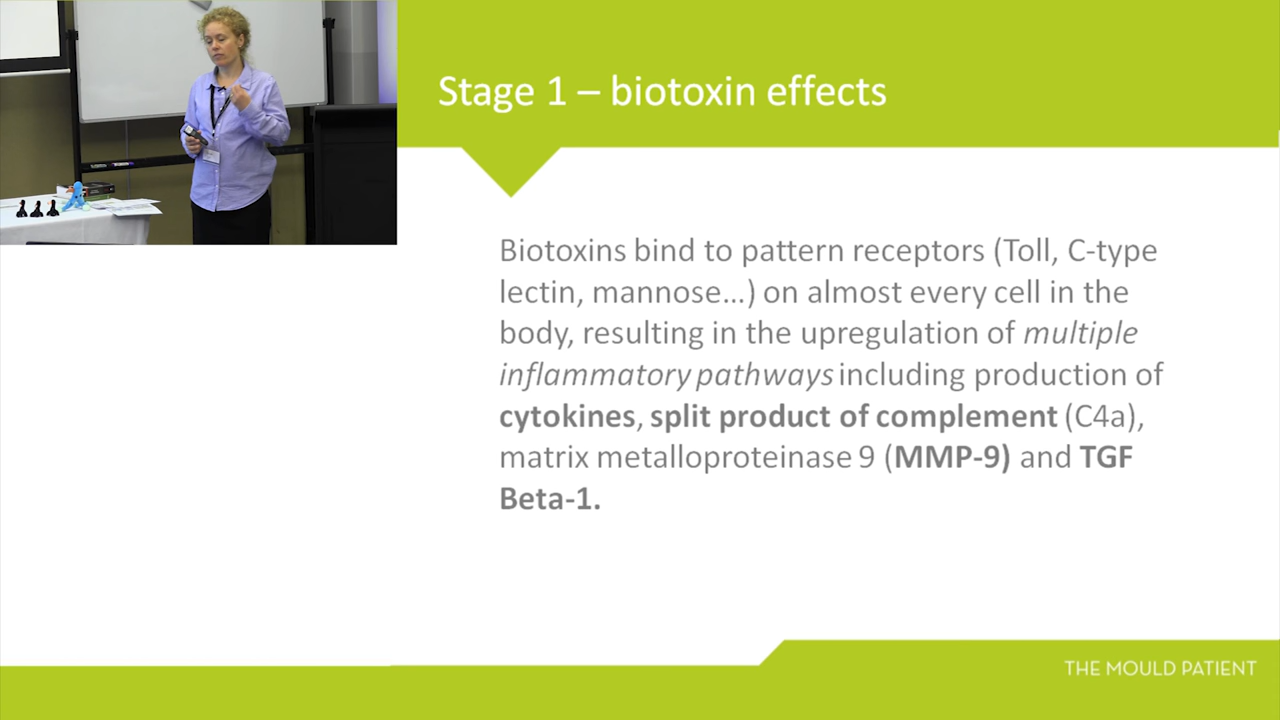 Stage 1 – biotoxin effects
Biotoxins bind to pattern receptors (Toll, C-type
lectin, mannose...) on almost every cell in the
body, resulting in the upregulation of multiple
inflammatory pathways including production of
cytokines, split product of complement (C4a),
matrix metalloproteinase 9 (MMP-9) and TGF
Beta-1.
THE MOULD PATIENT